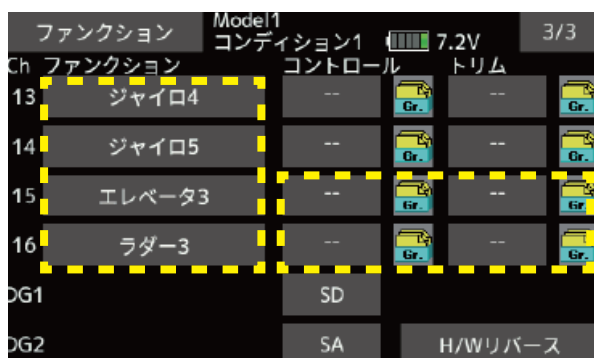 ファンクション Model1 コンディション1 7.2V 3/3
Ch ファンクション コントロール トリム
13 ジャイロ4 -- Gr. -- Gr.
14 ジャイロ5 -- Gr. -- Gr.
15 エレベータ3 -- Gr. -- Gr.
16 ラダー3 -- Gr. -- Gr.
DG1 SD
DG2 SA H/Wリバース